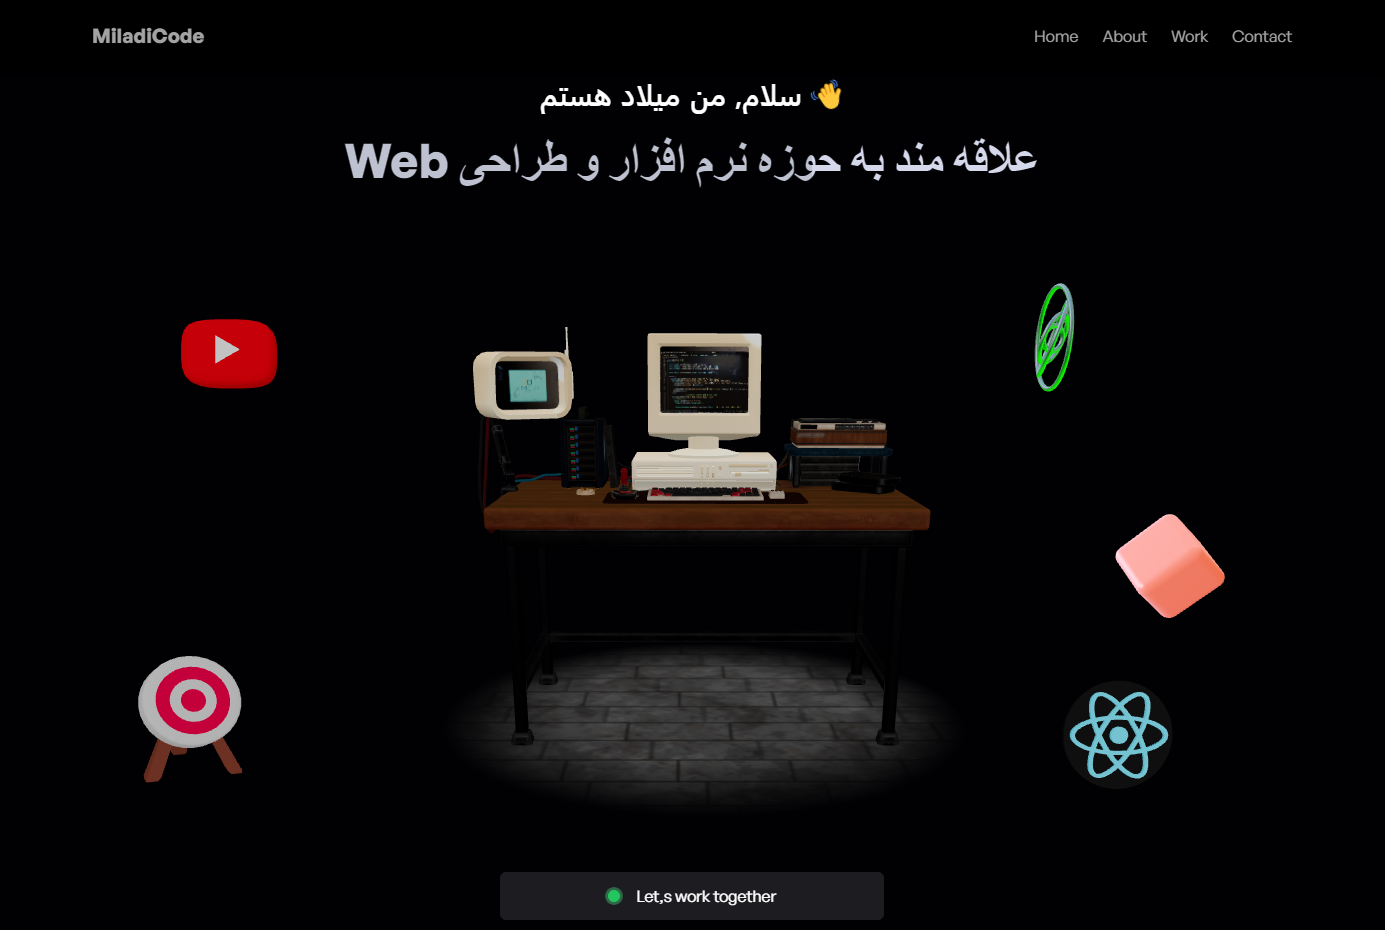 MiladiCode
Home
About
Work
Contact
سلام, من میلاد هستم 👋
علاقه مند به حوزه نرم افزار و طراحی Web
Let,s work together